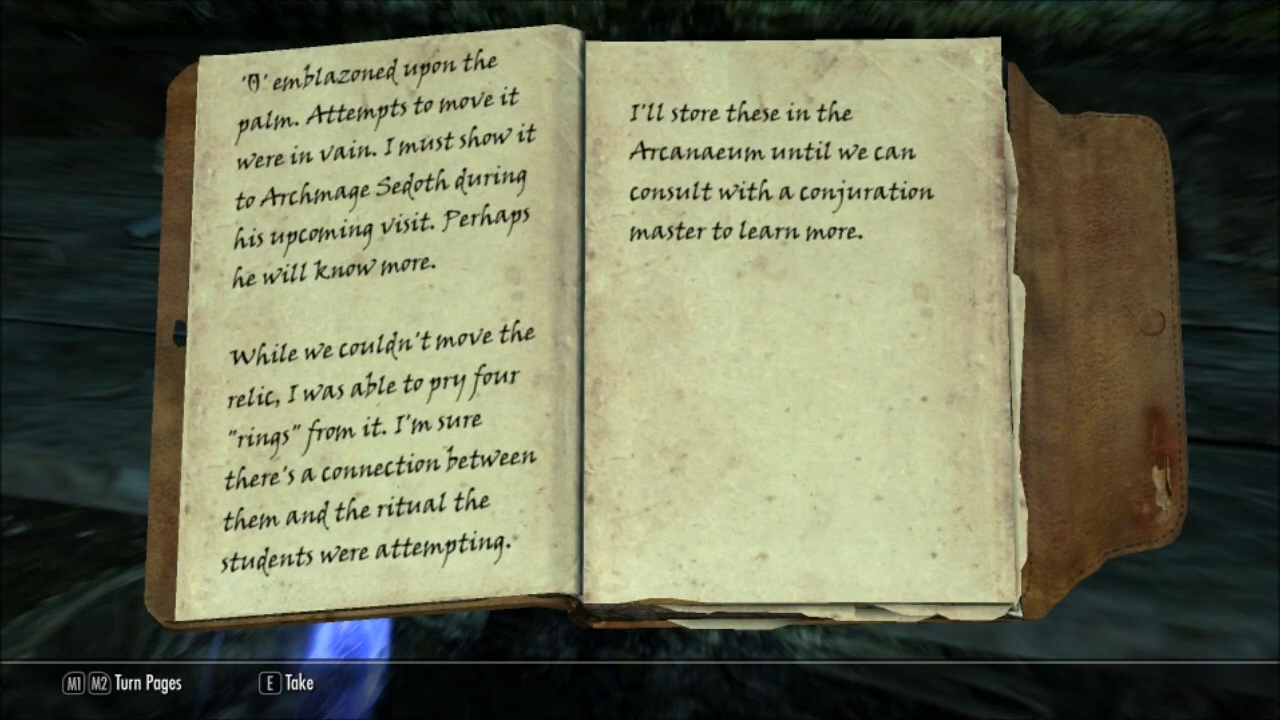 'O' emblazoned upon the
palm. Attempts to move it
were in vain. I must show it
to Archmage Sedoth during
his upcoming visit. Perhaps
he will know more.
While we couldn't move the
relic, I was able to pry four
"rings" from it. I'm sure
there's a connection between
them and the ritual the
students were attempting.
I'll store these in the
Arcanaeum until we can
consult with a conjuration
master to learn more.
M1 M2 Turn Pages
E Take